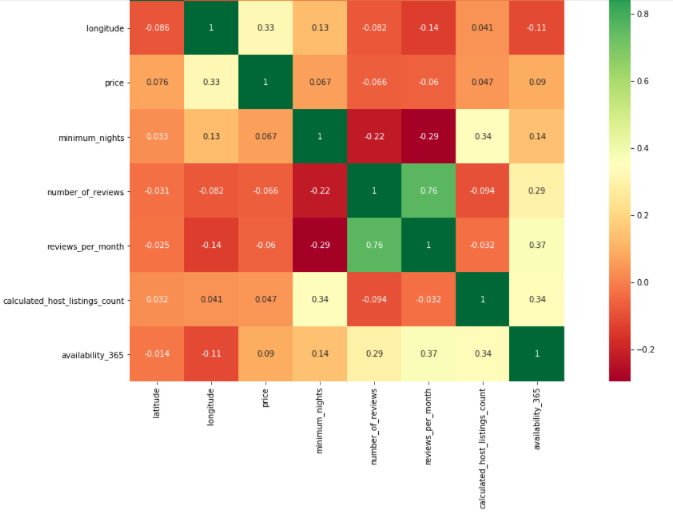 longitude -0.086 1 0.33 0.13 -0.082 -0.14 0.041 -0.11
price 0.076 0.33 1 0.067 -0.066 -0.06 0.047 0.09
minimum_nights 0.033 0.13 0.067 1 -0.22 -0.29 0.34 0.14
number_of_reviews -0.031 -0.082 -0.066 -0.22 1 0.76 -0.094 0.29
reviews_per_month -0.025 -0.14 -0.06 -0.29 0.76 1 -0.032 0.37
calculated_host_listings_count 0.032 0.041 0.047 0.34 -0.094 -0.032 1 0.34
availability_365 -0.014 -0.11 0.09 0.14 0.29 0.37 0.34 1
latitude
longitude
price
minimum_nights
number_of_reviews
reviews_per_month
calculated_host_listings_count
availability_365
0.8
0.6
0.4
0.2
0.0
−0.2